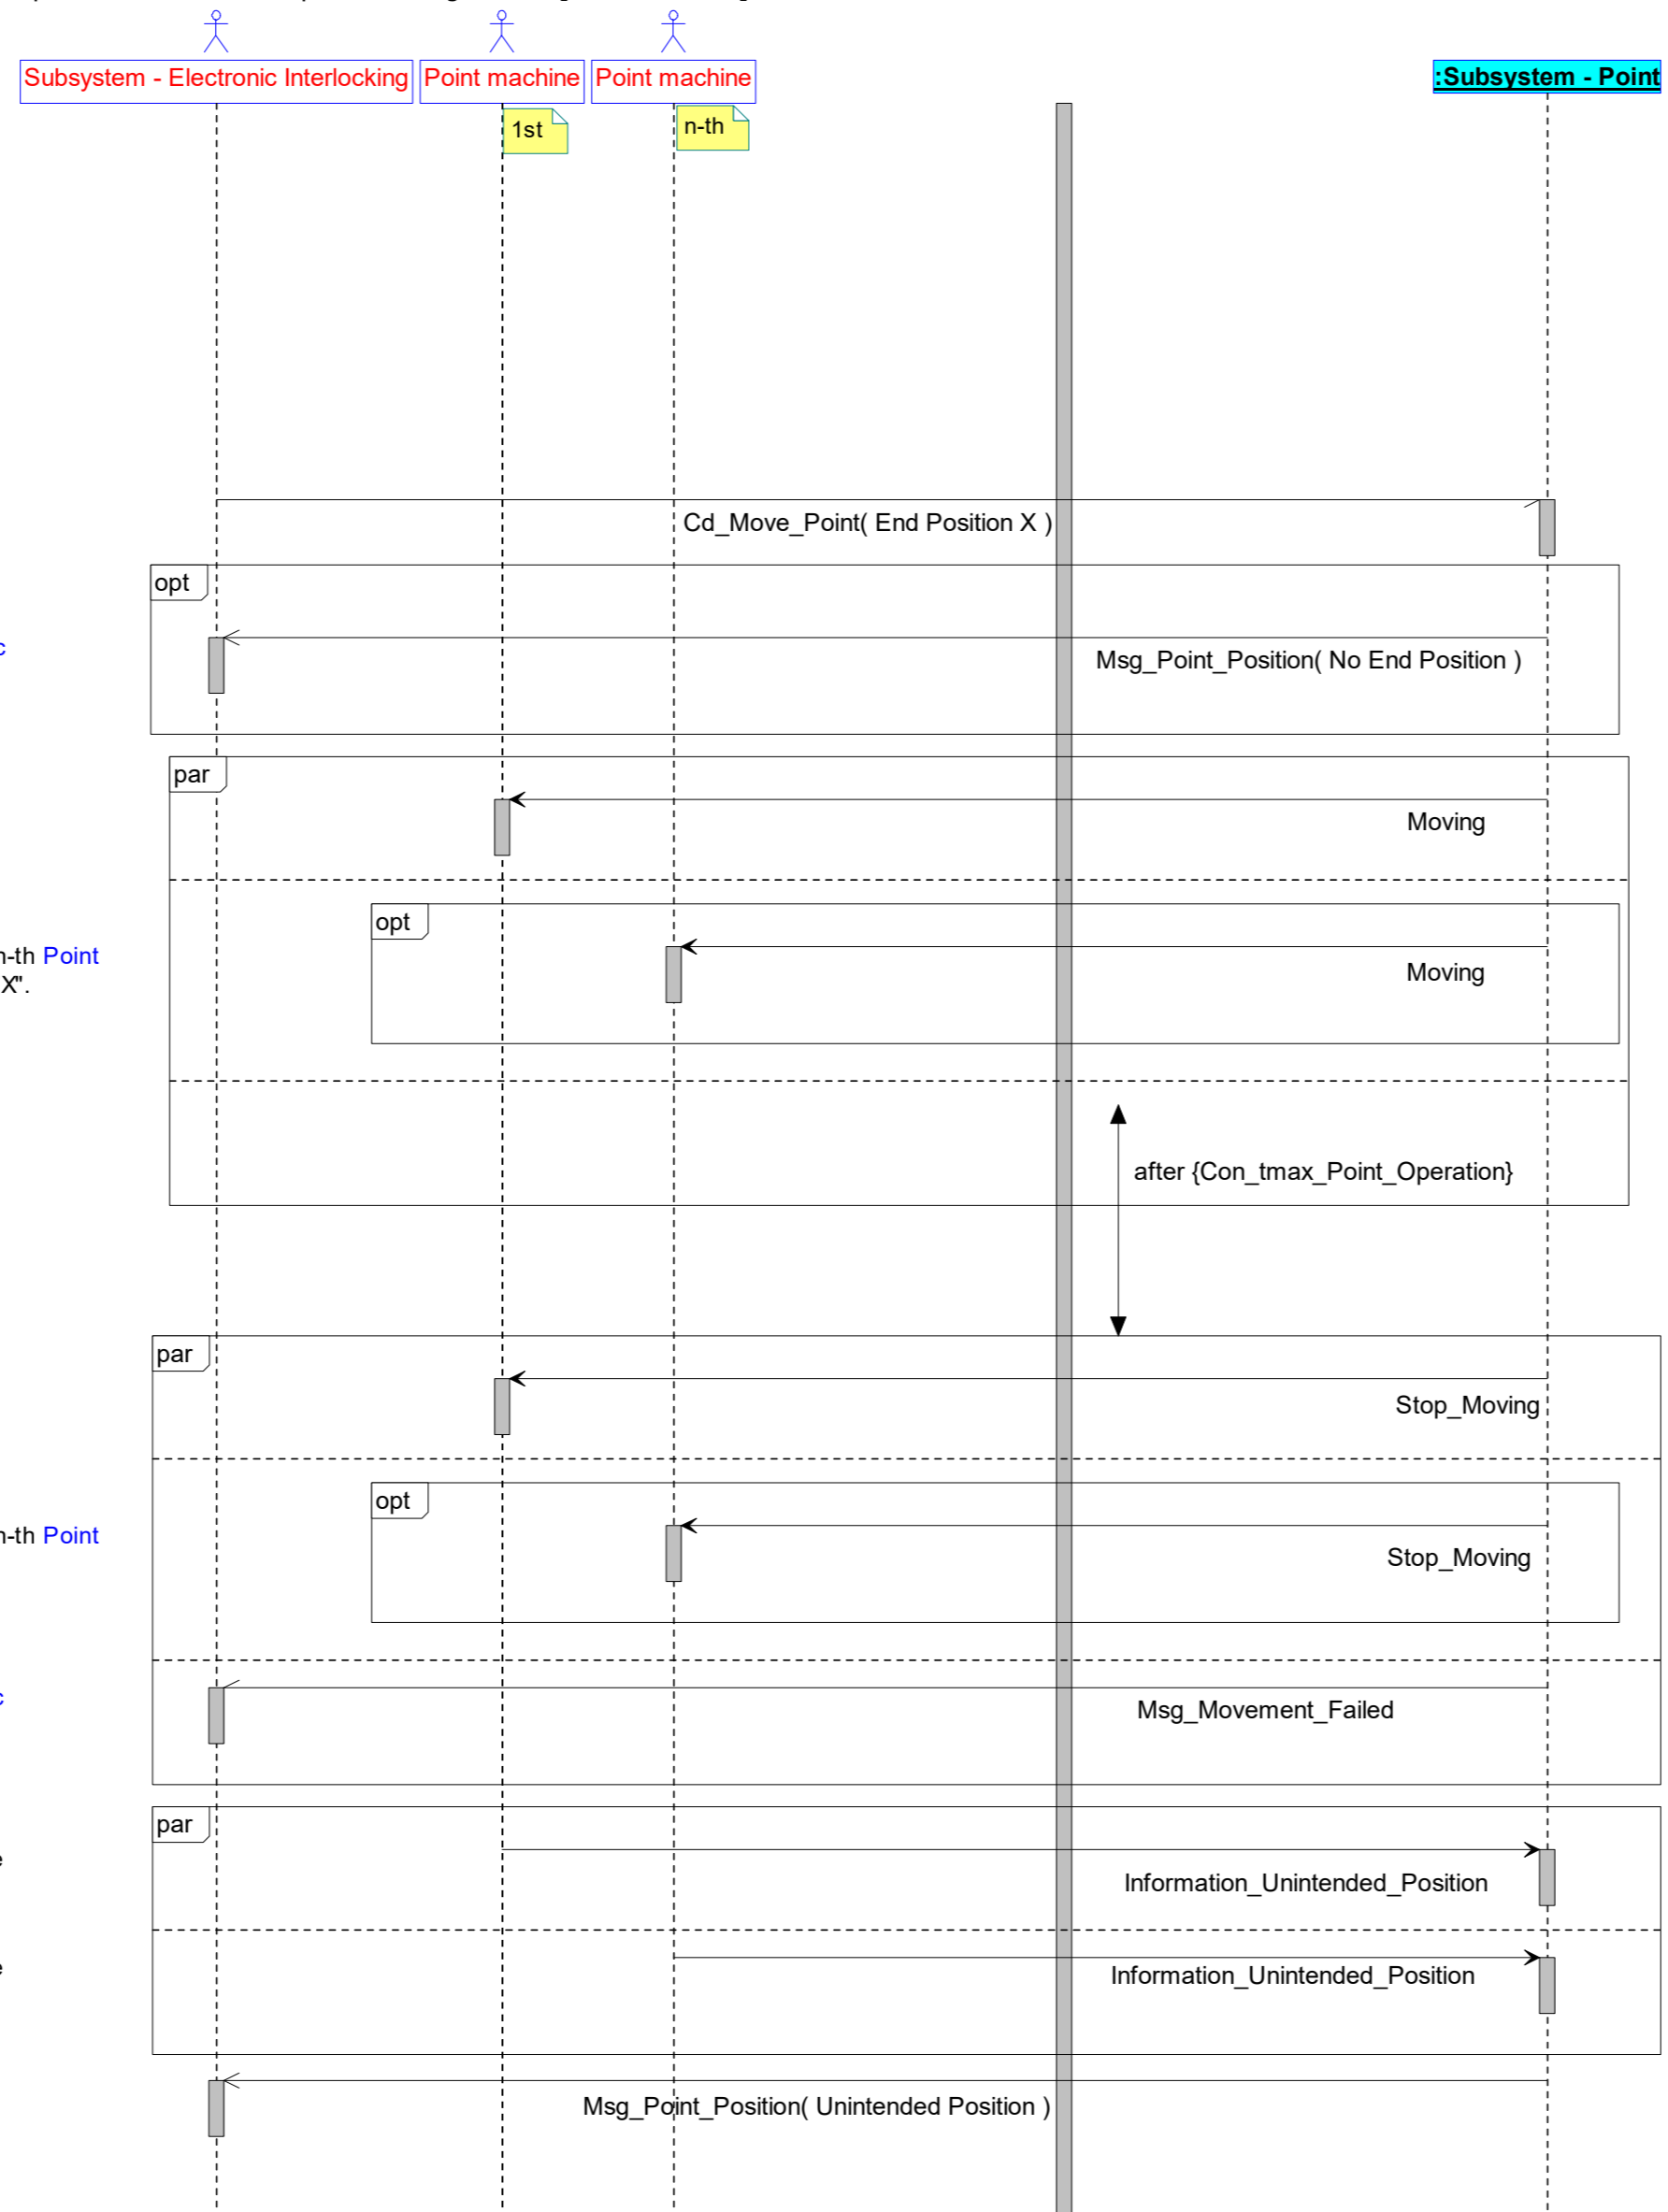 Subsystem - Electronic Interlocking
Point machine
Point machine
:Subsystem - Point
1st
n-th
Cd_Move_Point( End Position X )
opt
Msg_Point_Position( No End Position )
par
Moving
opt
n-th Point
Moving
X".
after {Con_tmax_Point_Operation}
par
Stop_Moving
opt
n-th Point
Stop_Moving
Msg_Movement_Failed
par
Information_Unintended_Position
Information_Unintended_Position
Msg_Point_Position( Unintended Position )